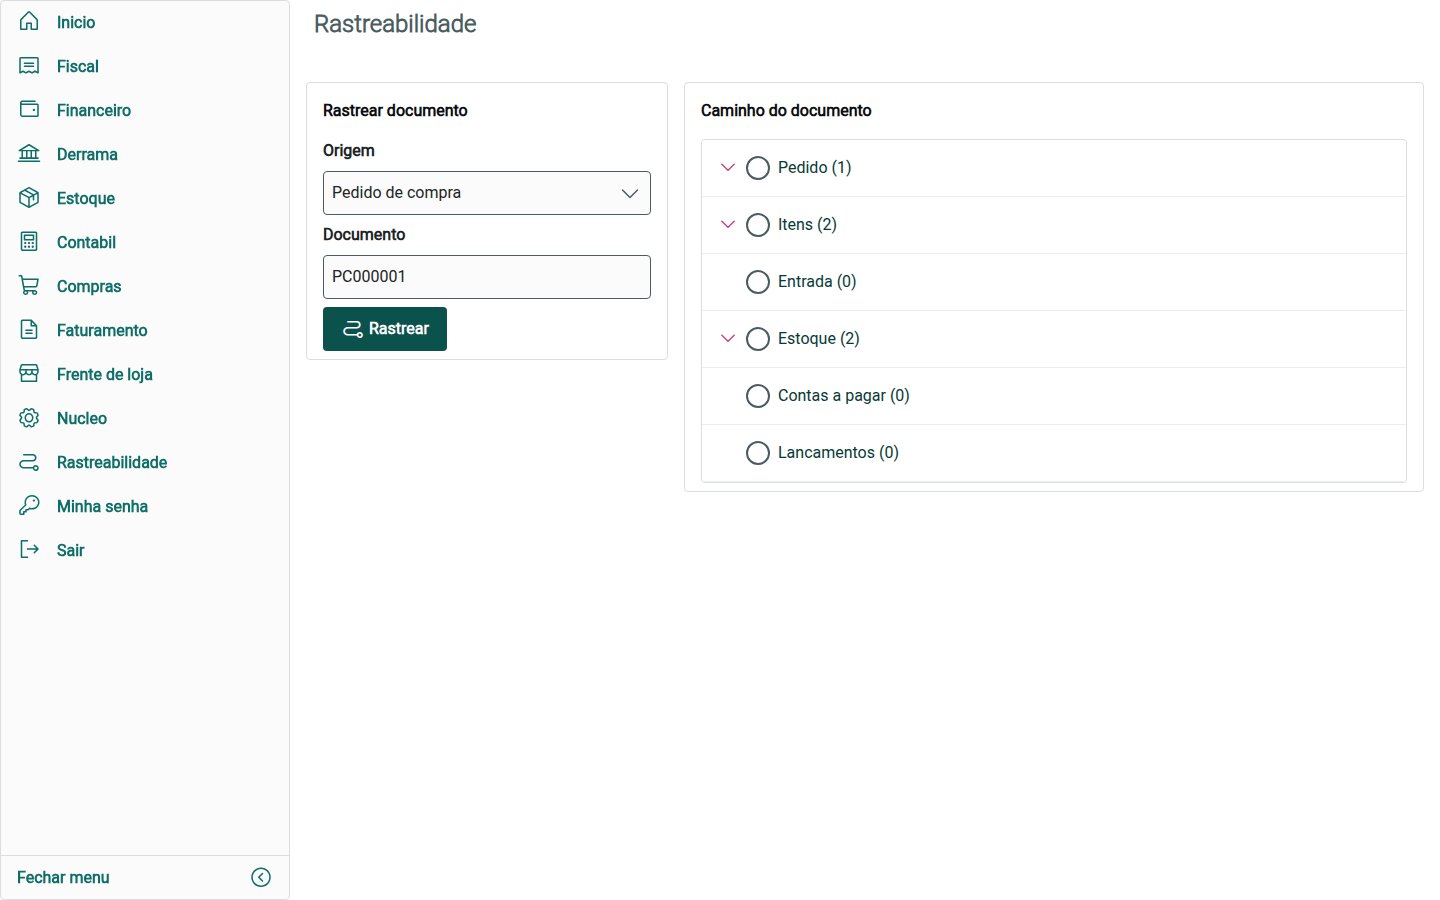 Inicio
Fiscal
Financeiro
Derrama
Estoque
Contabil
Compras
Faturamento
Frente de loja
Nucleo
Rastreabilidade
Minha senha
Sair
Fechar menu
Rastreabilidade
Rastrear documento
Origem
Pedido de compra
Documento
PC000001
Rastrear
Caminho do documento
Pedido (1)
Itens (2)
Entrada (0)
Estoque (2)
Contas a pagar (0)
Lancamentos (0)